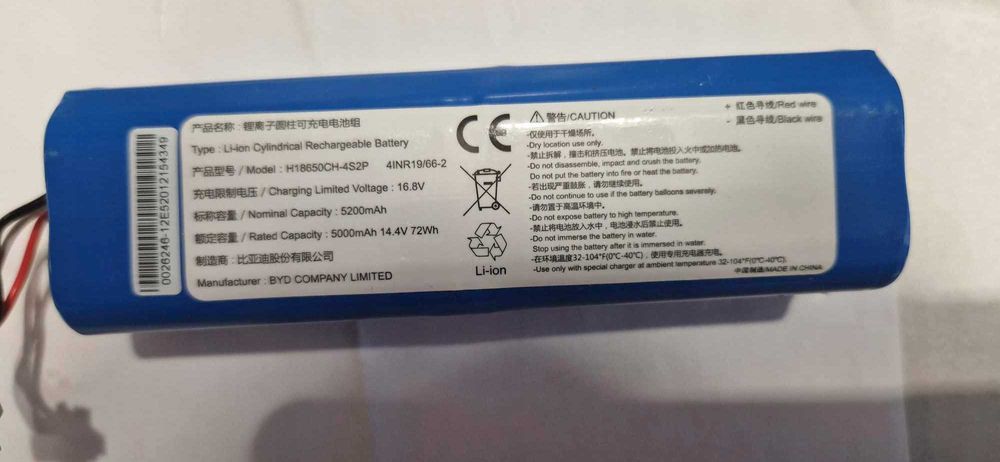 0026246-12E52012154349
产品名称：锂离子圆柱可充电电池组
Type : Li-ion Cylindrical Rechargeable Battery
产品型号/ Model : H18650CH-4S2P 4INR19/66-2
充电限制电压 / Charging Limited Voltage : 16.8V
标称容量 / Nominal Capacity : 5200mAh
额定容量 / Rated Capacity : 5000mAh 14.4V 72Wh
制造商：比亚迪股份有限公司
Manufacturer : BYD COMPANY LIMITED
CE
Li-ion
⚠警告/CAUTION
-仅使用于干燥场所。
-Dry location use only.
-禁止拆解，撞击和挤压电池。禁止将电池投入火中或加热电池。
-Do not disassemble, impact and crush the battery.
-Do not put the battery into fire or heat the battery.
-若出现严重鼓胀，请勿继续使用。
-Do not continue to use if the battery balloons severely.
-请勿置于高温环境中。
-Do not expose battery to high temperature.
-禁止将电池放入水中，电池浸水后禁止使用。
-Do not immerse the battery in water.
Stop using the battery after it is immersed in water.
-在环境温度32-104°F(0°C-40°C)，使用专用充电器充电。
-Use only with special charger at ambient temperature 32-104°F(0°C-40°C).
+ 红色导线/Red wire
- 黑色导线/Black wire
中国制造/MADE IN CHINA